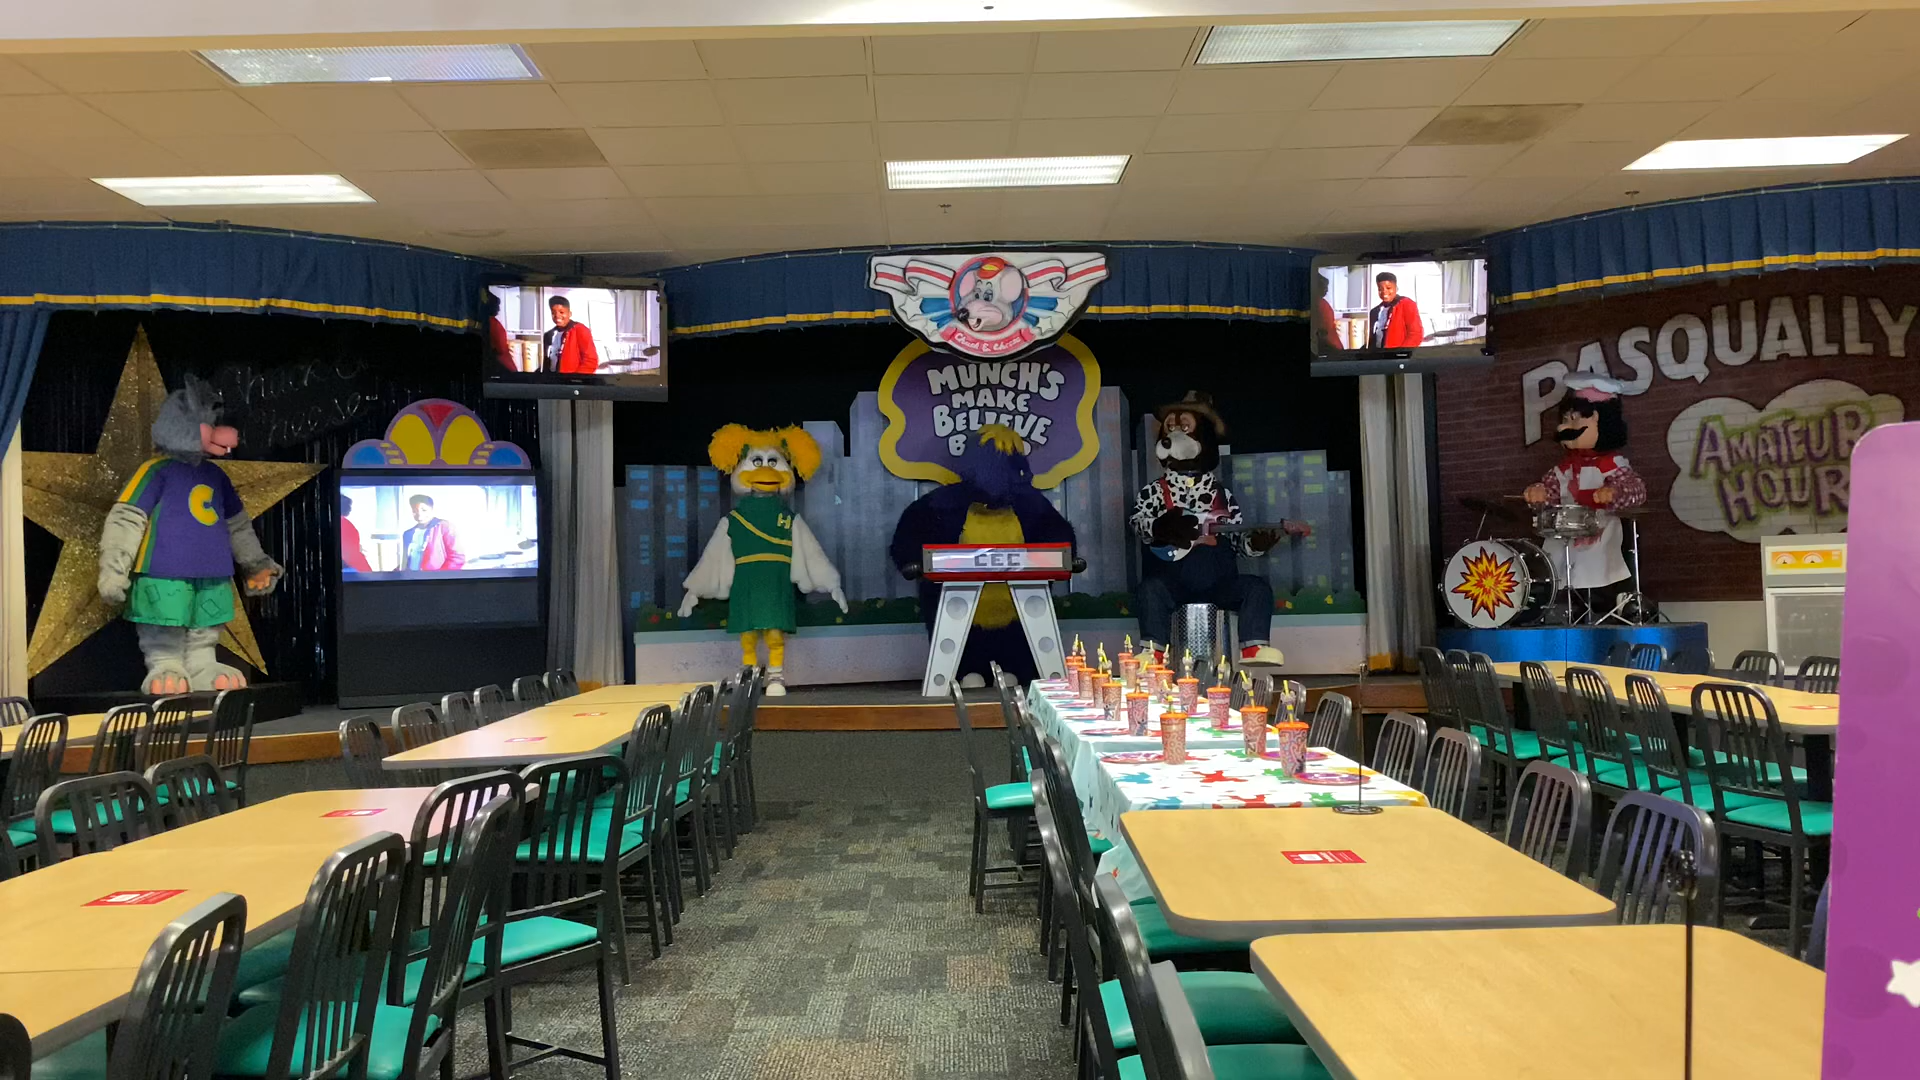 Chuck E. Cheese
MUNCH'S
MAKE
BELIEVE
C
H
CEC
PASQUALLY
AMATEUR
HOUR